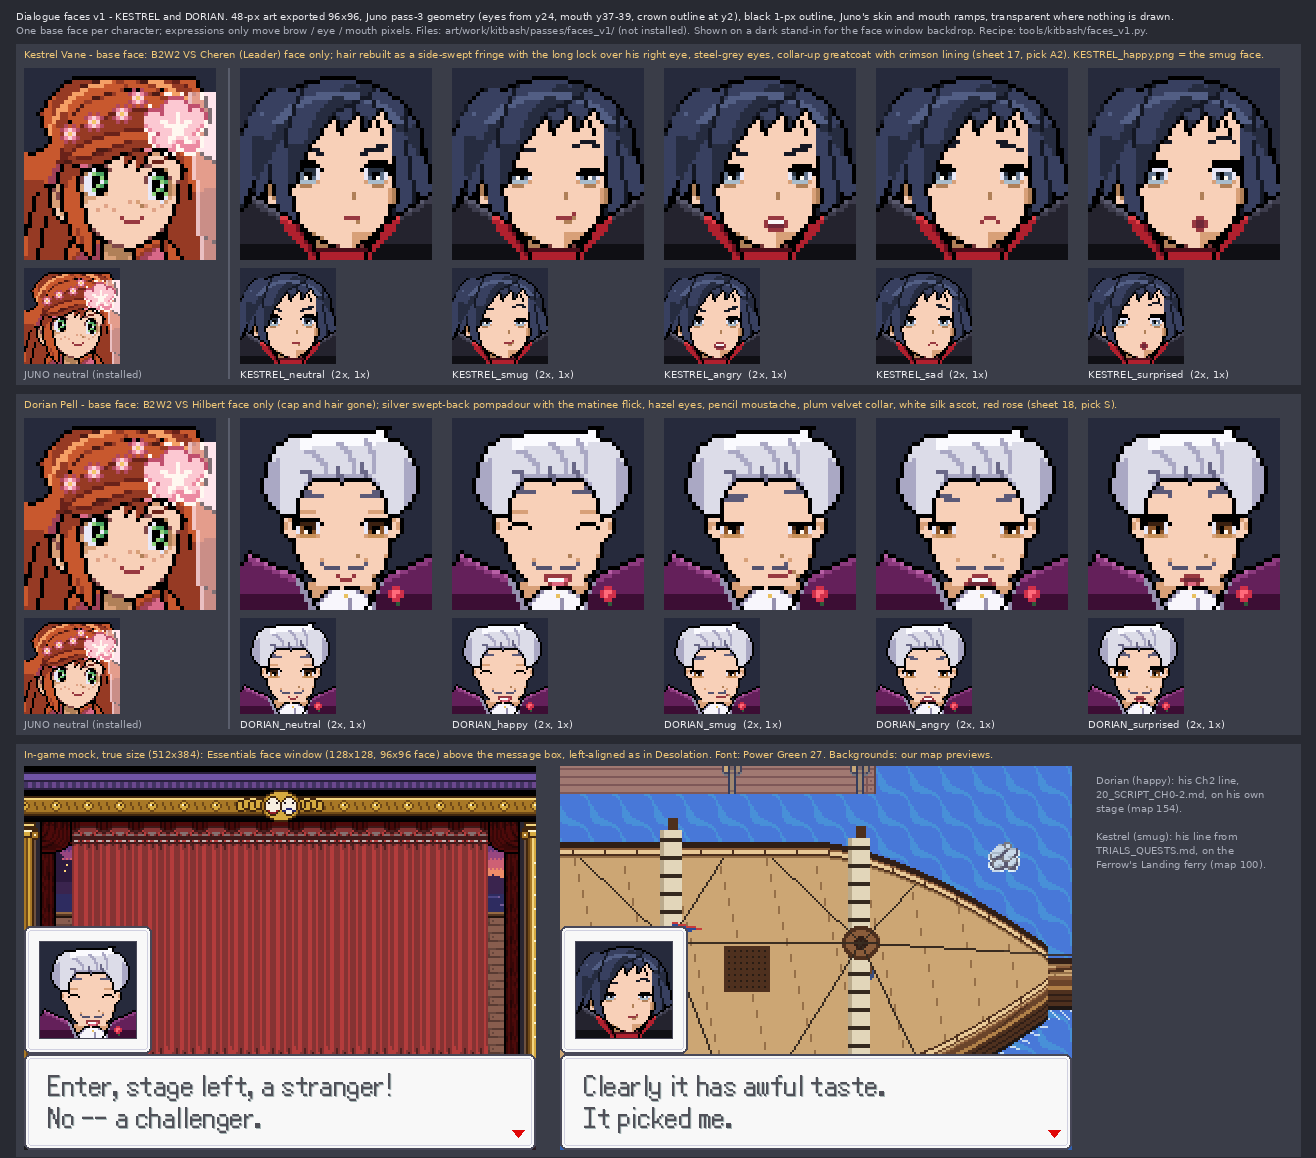 Dialogue faces v1 - KESTREL and DORIAN. 48-px art exported 96x96, Juno pass-3 geometry (eyes from y24, mouth y37-39, crown outline at y2), black 1-px outline, Juno's skin and mouth ramps, transparent where nothing is drawn.
One base face per character; expressions only move brow / eye / mouth pixels. Files: art/work/kitbash/passes/faces_v1/ (not installed). Shown on a dark stand-in for the face window backdrop. Recipe: tools/kitbash/faces_v1.py.
Kestrel Vane - base face: B2W2 VS Cheren (Leader) face only; hair rebuilt as a side-swept fringe with the long lock over his right eye, steel-grey eyes, collar-up greatcoat with crimson lining (sheet 17, pick A2). KESTREL_happy.png = the smug face.
JUNO neutral (installed)
KESTREL_neutral (2x, 1x)
KESTREL_smug (2x, 1x)
KESTREL_angry (2x, 1x)
KESTREL_sad (2x, 1x)
KESTREL_surprised (2x, 1x)
Dorian Pell - base face: B2W2 VS Hilbert face only (cap and hair gone); silver swept-back pompadour with the matinee flick, hazel eyes, pencil moustache, plum velvet collar, white silk ascot, red rose (sheet 18, pick S).
JUNO neutral (installed)
DORIAN_neutral (2x, 1x)
DORIAN_happy (2x, 1x)
DORIAN_smug (2x, 1x)
DORIAN_angry (2x, 1x)
DORIAN_surprised (2x, 1x)
In-game mock, true size (512x384): Essentials face window (128x128, 96x96 face) above the message box, left-aligned as in Desolation. Font: Power Green 27. Backgrounds: our map previews.
Dorian (happy): his Ch2 line,
20_SCRIPT_CH0-2.md, on his own
stage (map 154).
Kestrel (smug): his line from
TRIALS_QUESTS.md, on the
Ferrow's Landing ferry (map 100).
Enter, stage left, a stranger!
No -- a challenger.
Clearly it has awful taste.
It picked me.